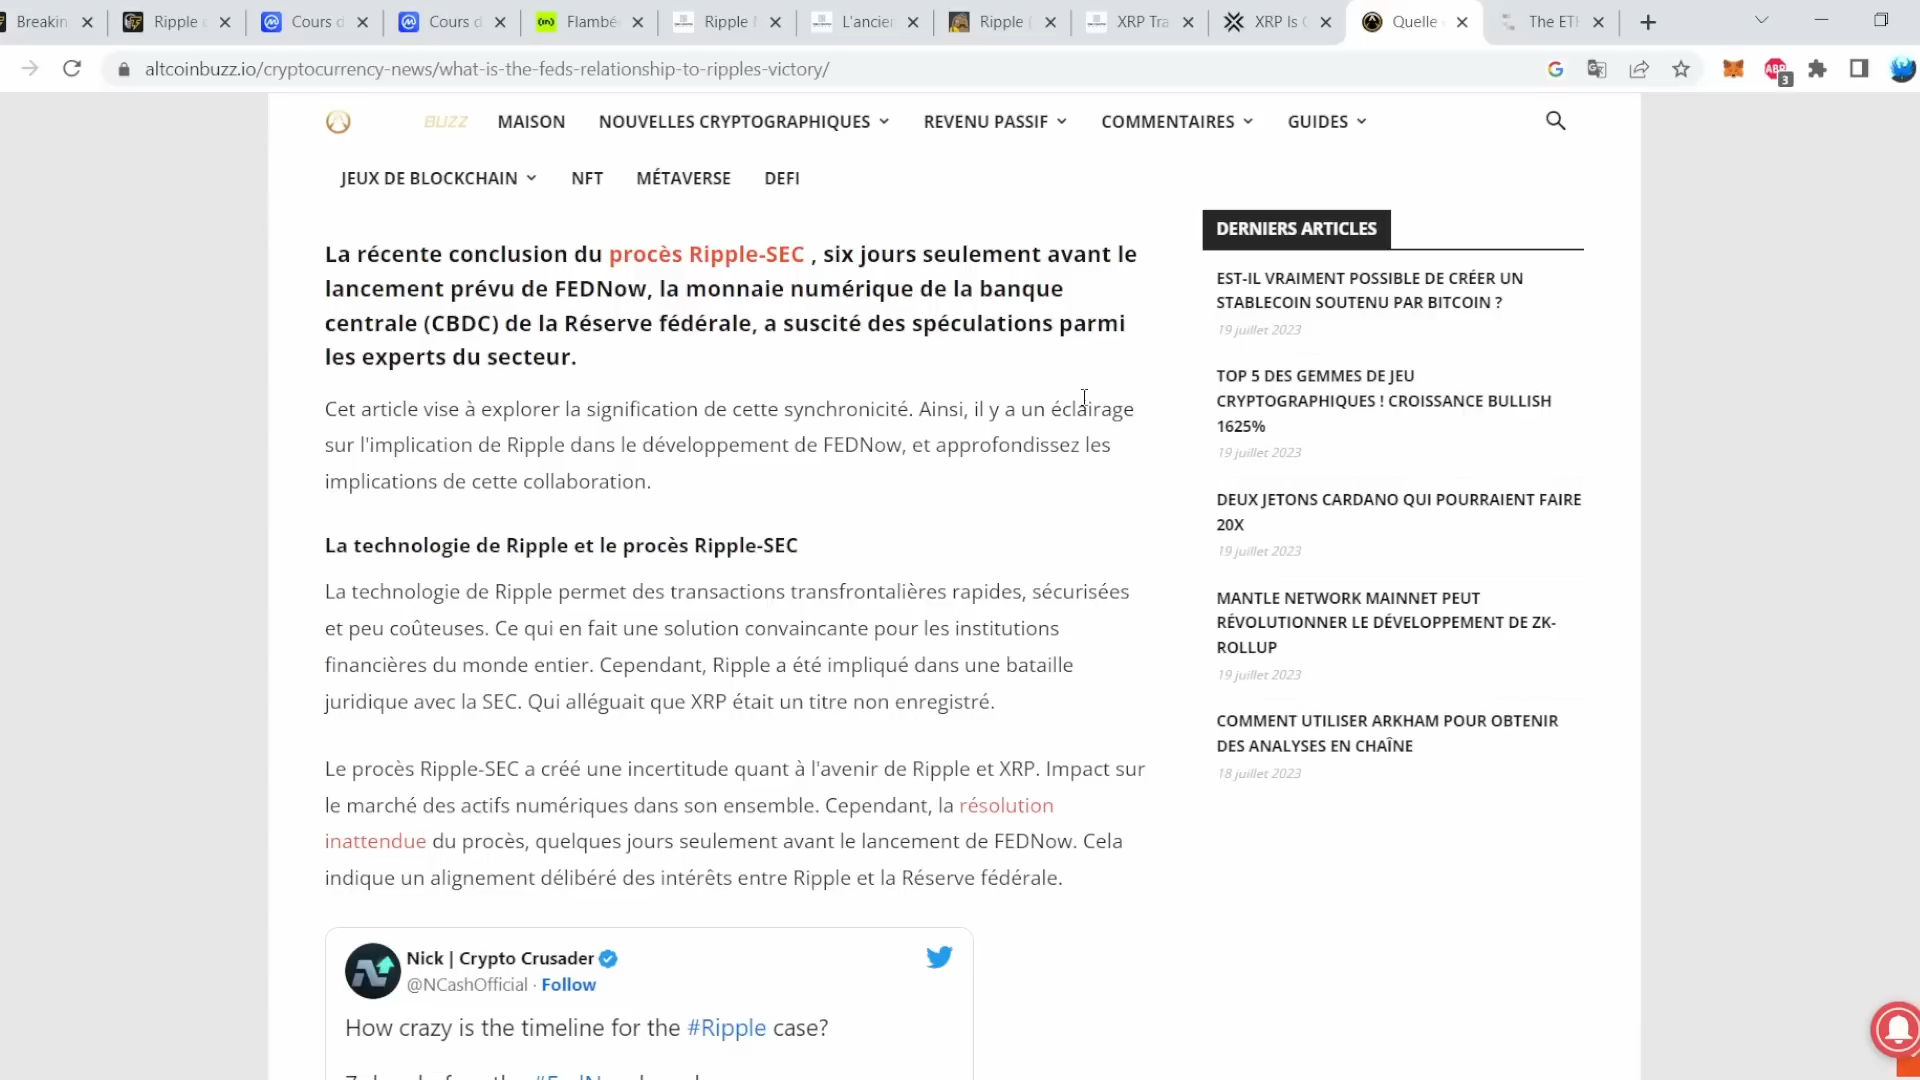 Breakin
Ripple
Cours d
Cours d
Flambé
Ripple
L'ancie
Ripple
XRP Tra
XRP Is
Quelle
The ET
altcoinbuzz.io/cryptocurrency-news/what-is-the-feds-relationship-to-ripples-victory/
ABP
3
BUZZ
MAISON
NOUVELLES CRYPTOGRAPHIQUES
REVENU PASSIF
COMMENTAIRES
GUIDES
JEUX DE BLOCKCHAIN
NFT
MÉTAVERSE
DEFI
La récente conclusion du procès Ripple-SEC , six jours seulement avant le
lancement prévu de FEDNow, la monnaie numérique de la banque
centrale (CBDC) de la Réserve fédérale, a suscité des spéculations parmi
les experts du secteur.
Cet article vise à explorer la signification de cette synchronicité. Ainsi, il y a un éclairage
sur l'implication de Ripple dans le développement de FEDNow, et approfondissez les
implications de cette collaboration.
La technologie de Ripple et le procès Ripple-SEC
La technologie de Ripple permet des transactions transfrontalières rapides, sécurisées
et peu coûteuses. Ce qui en fait une solution convaincante pour les institutions
financières du monde entier. Cependant, Ripple a été impliqué dans une bataille
juridique avec la SEC. Qui alléguait que XRP était un titre non enregistré.
Le procès Ripple-SEC a créé une incertitude quant à l'avenir de Ripple et XRP. Impact sur
le marché des actifs numériques dans son ensemble. Cependant, la résolution
inattendue du procès, quelques jours seulement avant le lancement de FEDNow. Cela
indique un alignement délibéré des intérêts entre Ripple et la Réserve fédérale.
Nick | Crypto Crusader
@NCashOfficial · Follow
How crazy is the timeline for the #Ripple case?
DERNIERS ARTICLES
EST-IL VRAIMENT POSSIBLE DE CRÉER UN
STABLECOIN SOUTENU PAR BITCOIN ?
19 juillet 2023
TOP 5 DES GEMMES DE JEU
CRYPTOGRAPHIQUES ! CROISSANCE BULLISH
1625%
19 juillet 2023
DEUX JETONS CARDANO QUI POURRAIENT FAIRE
20X
19 juillet 2023
MANTLE NETWORK MAINNET PEUT
RÉVOLUTIONNER LE DÉVELOPPEMENT DE ZK-
ROLLUP
19 juillet 2023
COMMENT UTILISER ARKHAM POUR OBTENIR
DES ANALYSES EN CHAÎNE
18 juillet 2023